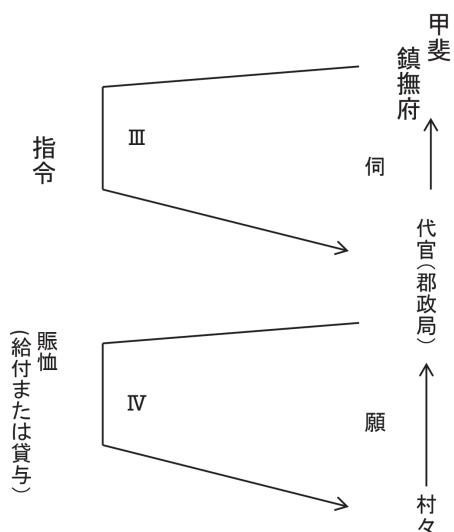 甲斐
鎮撫府
Ⅲ
指令
伺
代官(郡政局)
賑恤
(給付または貸与)
Ⅳ
願
村々